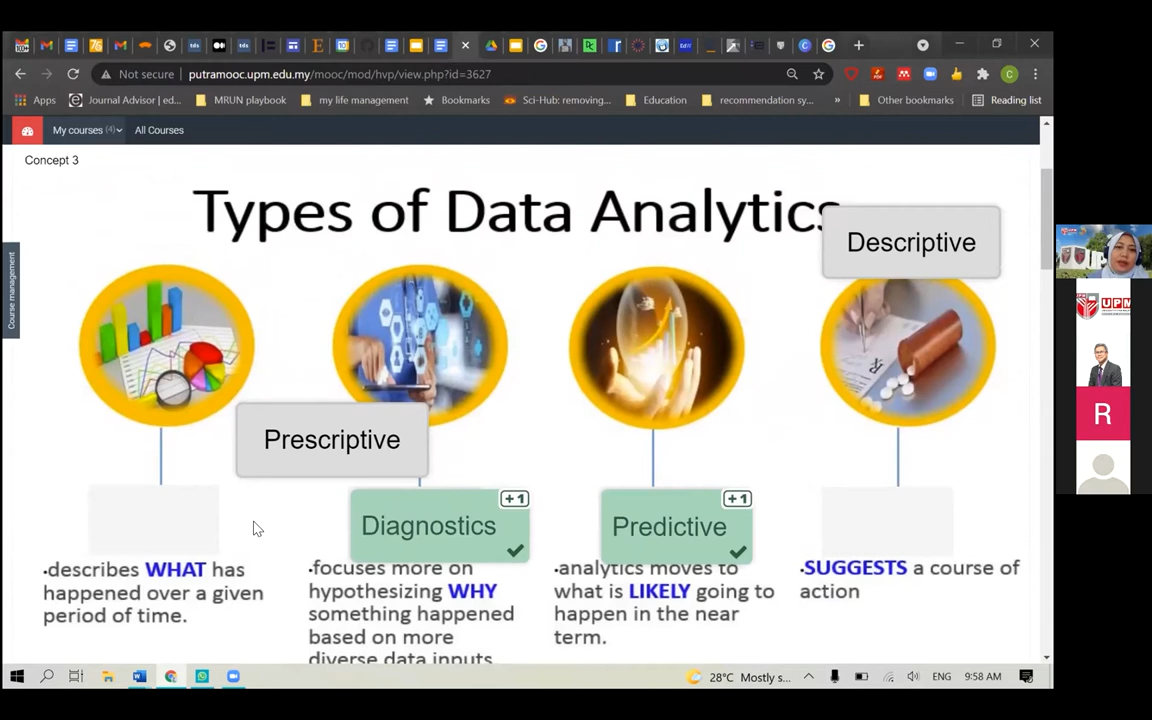 Not secure putramooc.upm.edu.my/mooc/mod/hvp/view.php?id=3627
Apps Journal Advisor | ed... MRUN playbook my life management Bookmarks Sci-Hub: removing... Education recommendation sy... » Other bookmarks Reading list
My courses (4) All Courses
Concept 3
Types of Data Analytics
Descriptive
Prescriptive
Diagnostics +1
Predictive +1
•describes WHAT has
happened over a given
period of time.
•focuses more on
hypothesizing WHY
something happened
based on more
diverse data inputs
•analytics moves to
what is LIKELY going to
happen in the near
term.
•SUGGESTS a course of
action
Course management
28°C Mostly s... ENG 9:58 AM
UPM
R